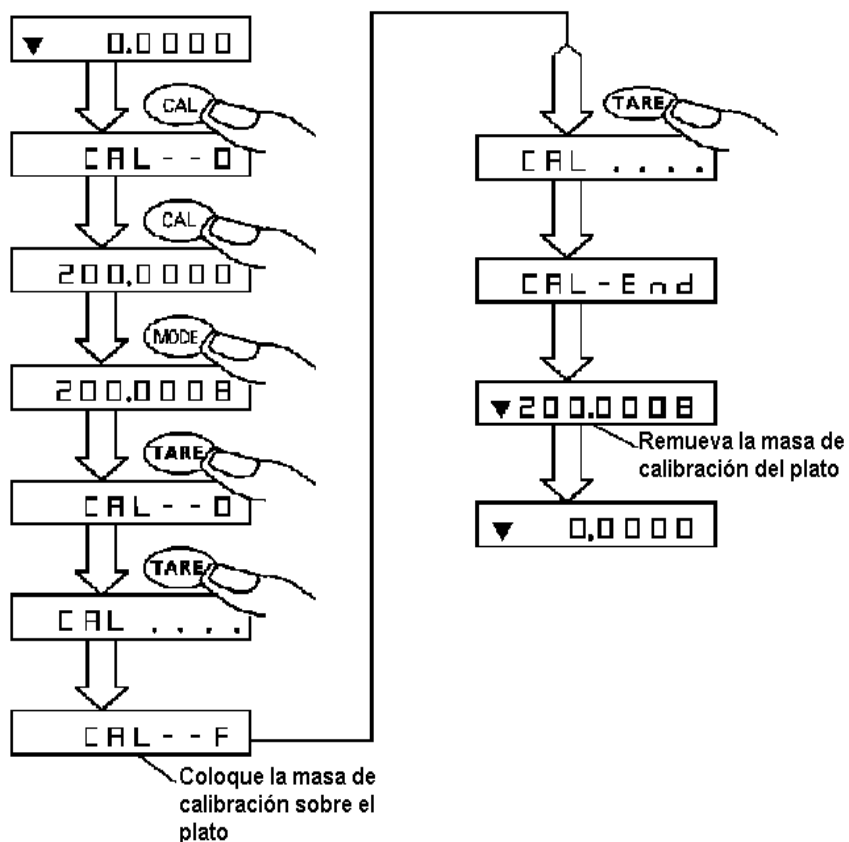 ▼ 0.0000
CAL
CAL--0
CAL
200.0000
MODE
200.0008
TARE
CAL--0
TARE
CAL ....
CAL--F
Coloque la masa de
calibración sobre el
plato
TARE
CAL ....
CAL-End
▼200.0008
Remueva la masa de
calibración del plato
▼ 0.0000